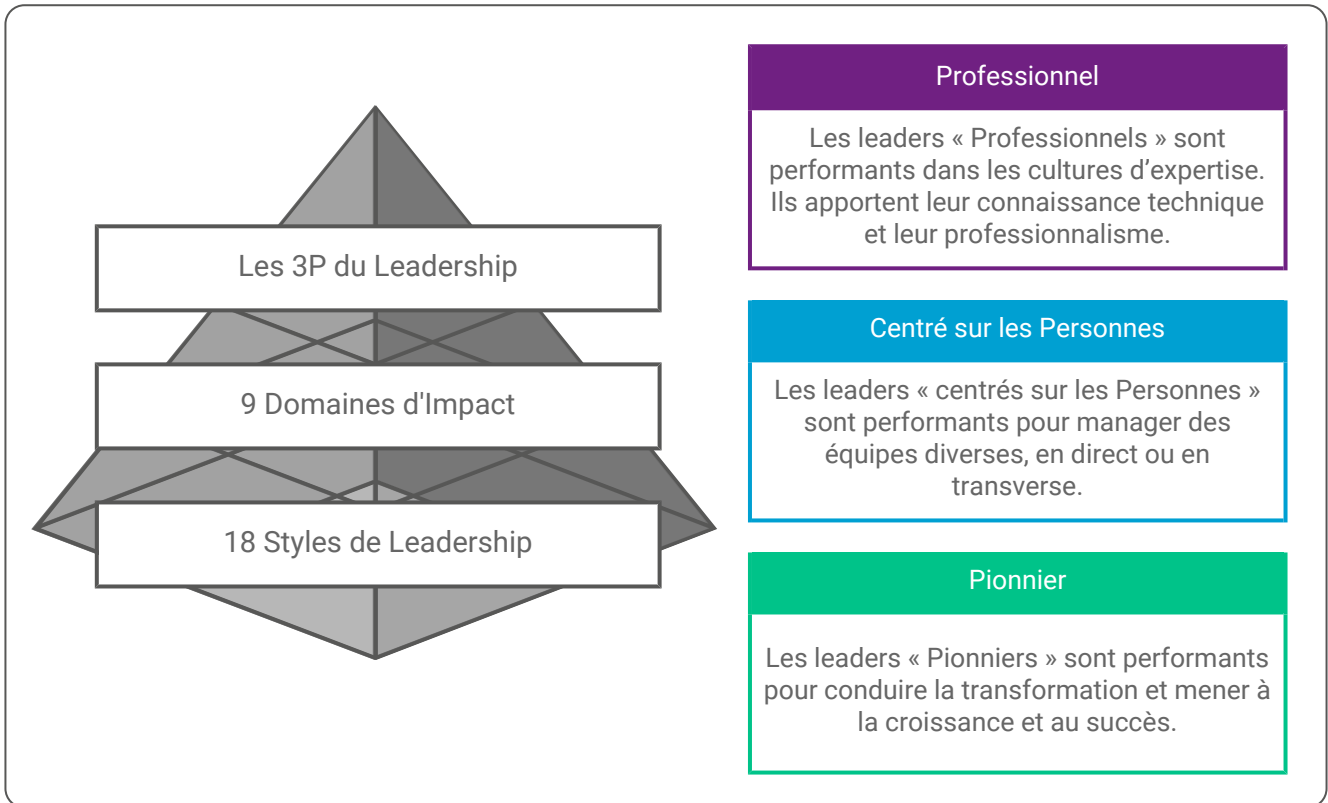 Les 3P du Leadership
9 Domaines d'Impact
18 Styles de Leadership
Professionnel
Les leaders « Professionnels » sont
performants dans les cultures d’expertise.
Ils apportent leur connaissance technique
et leur professionnalisme.
Centré sur les Personnes
Les leaders « centrés sur les Personnes »
sont performants pour manager des
équipes diverses, en direct ou en
transverse.
Pionnier
Les leaders « Pionniers » sont performants
pour conduire la transformation et mener à
la croissance et au succès.